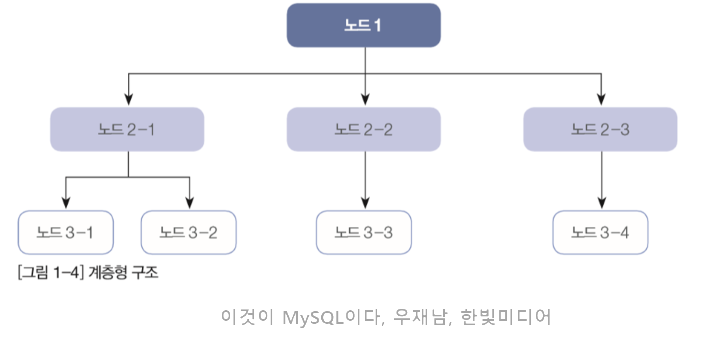 노드 1
노드 2-1
노드 2-2
노드 2-3
노드 3-1
노드 3-2
노드 3-3
노드 3-4
[그림 1-4] 계층형 구조
이것이 MySQL이다, 우재남, 한빛미디어